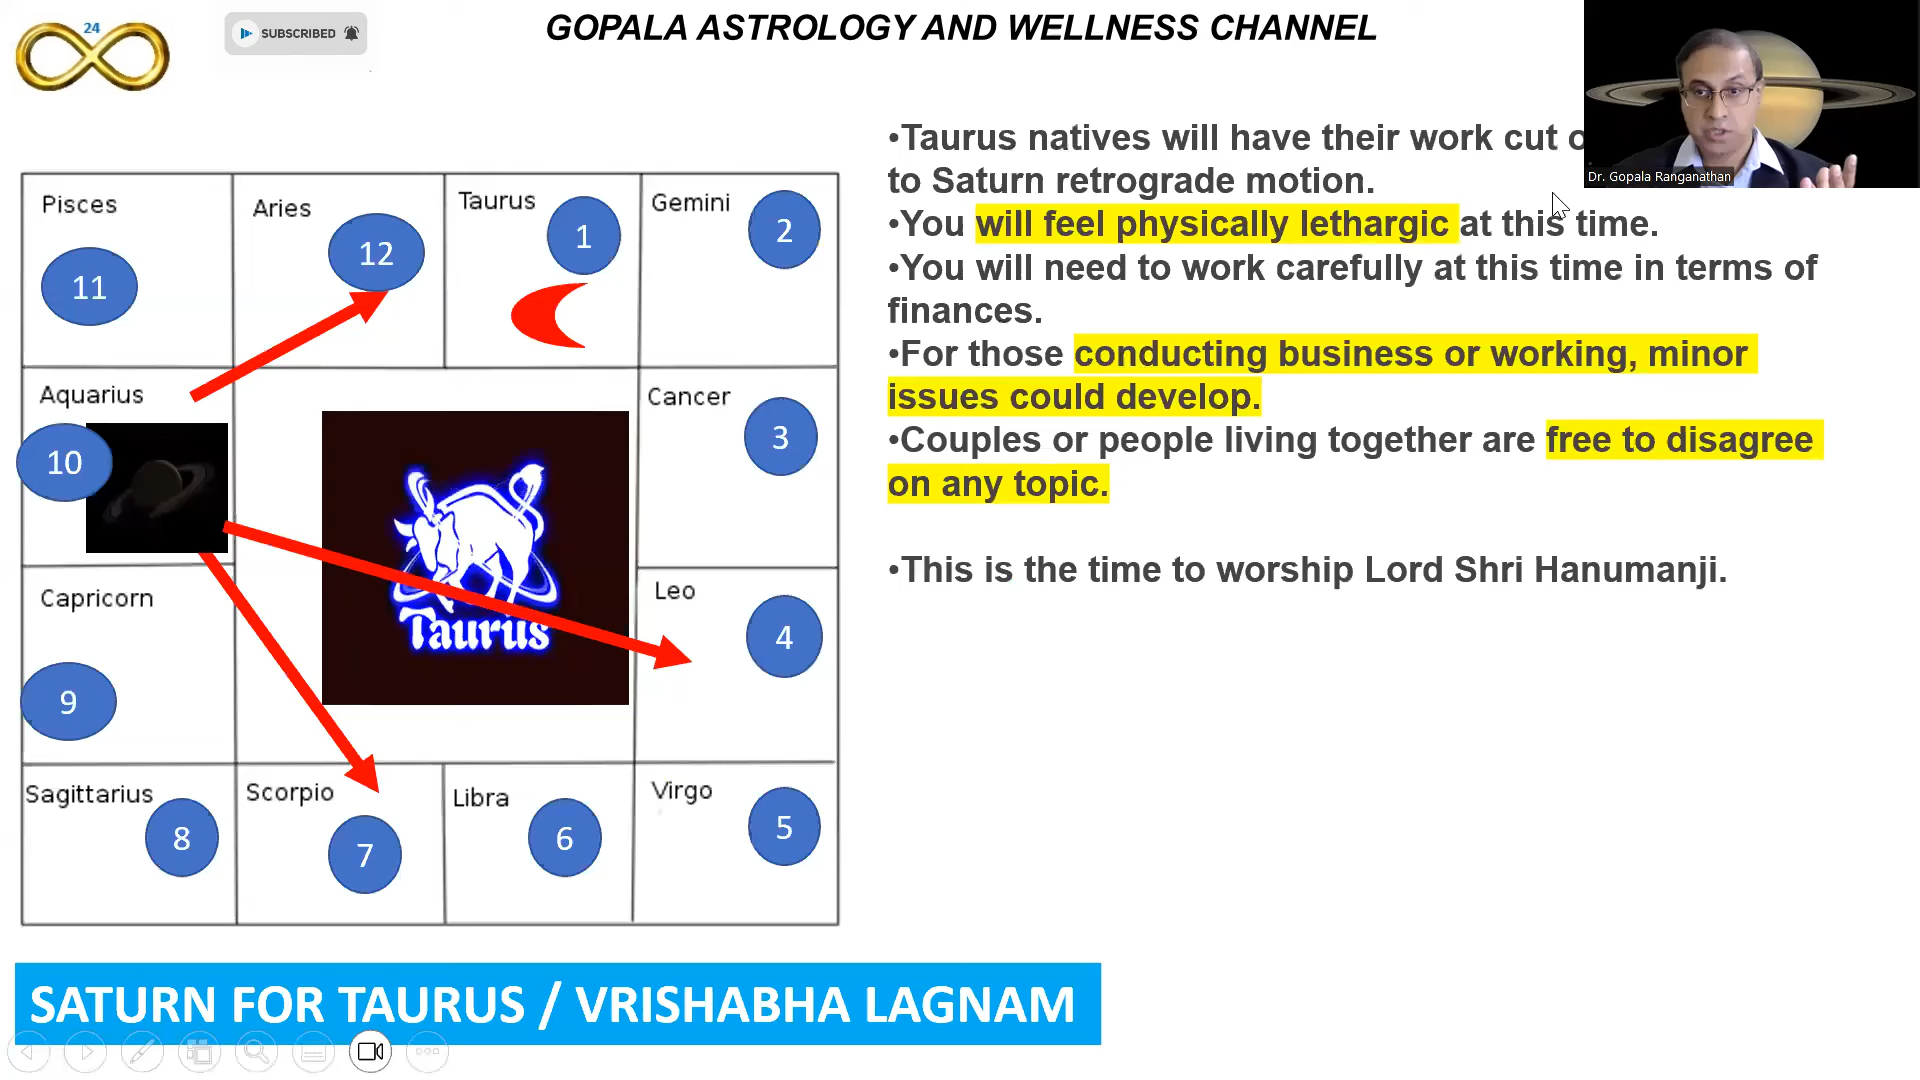 24
SUBSCRIBED
GOPALA ASTROLOGY AND WELLNESS CHANNEL
Dr. Gopala Ranganathan
•Taurus natives will have their work cut
to Saturn retrograde motion.
•You will feel physically lethargic at this time.
•You will need to work carefully at this time in terms of
finances.
•For those conducting business or working, minor
issues could develop.
•Couples or people living together are free to disagree
on any topic.
•This is the time to worship Lord Shri Hanumanji.
Pisces
11
Aries
12
Taurus
1
Gemini
2
Aquarius
10
Cancer
3
Taurus
Capricorn
9
Leo
4
Sagittarius
8
Scorpio
7
Libra
6
Virgo
5
SATURN FOR TAURUS / VRISHABHA LAGNAM